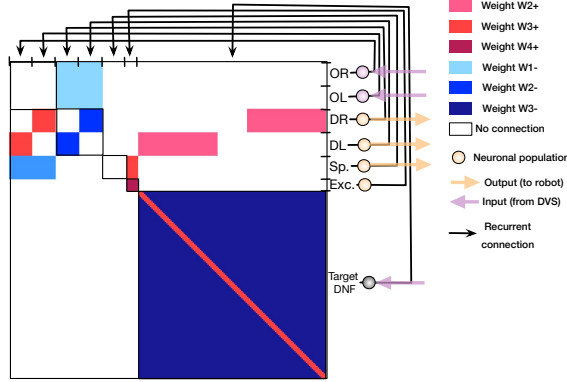 OR
OL
DR
DL
Sp.
Exc.
Target
DNF
Weight W2+
Weight W3+
Weight W4+
Weight W1-
Weight W2-
Weight W3-
No connection
Neuronal population
Output (to robot)
Input (from DVS)
Recurrent
connection